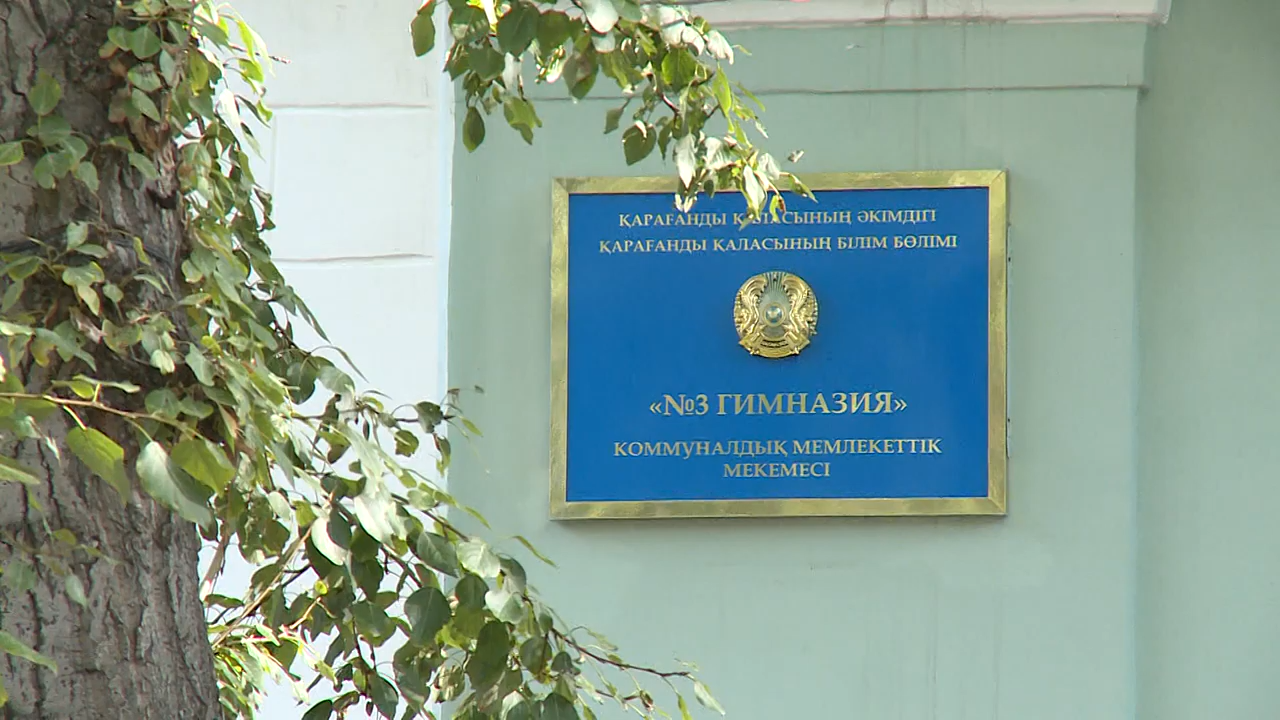 ҚАРАҒАНДЫ ҚАЛАСЫНЫҢ ӘКІМДІГІ
ҚАРАҒАНДЫ ҚАЛАСЫНЫҢ БІЛІМ БӨЛІМІ
«№3 ГИМНАЗИЯ»
КОММУНАЛДЫҚ МЕМЛЕКЕТТІК
МЕКЕМЕСІ